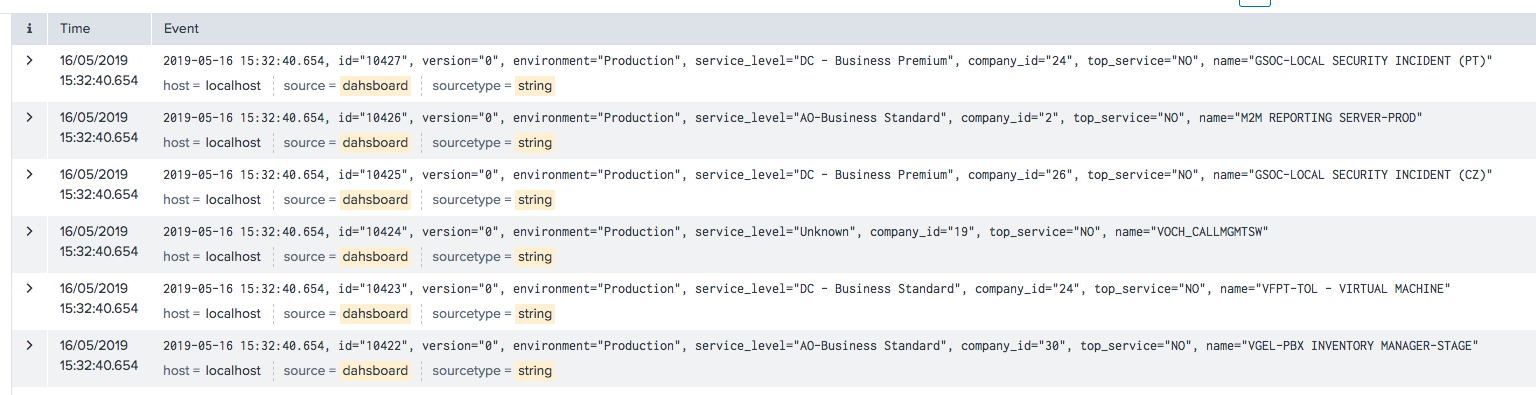 i Time Event
16/05/2019 2019-05-16 15:32:40.654, id="10427", version="0", environment="Production", service_level="DC - Business Premium", company_id="24", top_service="NO", name="GSOC-LOCAL SECURITY INCIDENT (PT)"
15:32:40.654 host = localhost source = dahsboard sourcetype = string
16/05/2019 2019-05-16 15:32:40.654, id="10426", version="0", environment="Production", service_level="AO-Business Standard", company_id="2", top_service="NO", name="M2M REPORTING SERVER-PROD"
15:32:40.654 host = localhost source = dahsboard sourcetype = string
16/05/2019 2019-05-16 15:32:40.654, id="10425", version="0", environment="Production", service_level="DC - Business Premium", company_id="26", top_service="NO", name="GSOC-LOCAL SECURITY INCIDENT (CZ)"
15:32:40.654 host = localhost source = dahsboard sourcetype = string
16/05/2019 2019-05-16 15:32:40.654, id="10424", version="0", environment="Production", service_level="Unknown", company_id="19", top_service="NO", name="VOCH_CALLMGMTSW"
15:32:40.654 host = localhost source = dahsboard sourcetype = string
16/05/2019 2019-05-16 15:32:40.654, id="10423", version="0", environment="Production", service_level="DC - Business Standard", company_id="24", top_service="NO", name="VFPT-TOL - VIRTUAL MACHINE"
15:32:40.654 host = localhost source = dahsboard sourcetype = string
16/05/2019 2019-05-16 15:32:40.654, id="10422", version="0", environment="Production", service_level="AO-Business Standard", company_id="30", top_service="NO", name="VGEL-PBX INVENTORY MANAGER-STAGE"
15:32:40.654 host = localhost source = dahsboard sourcetype = string